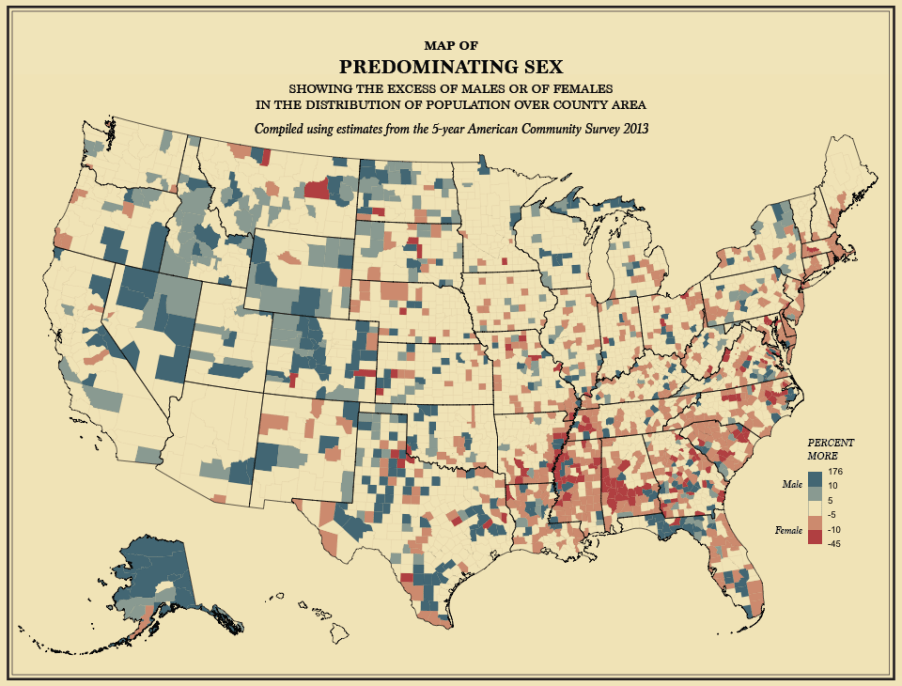 MAP OF
PREDOMINATING SEX
SHOWING THE EXCESS OF MALES OR OF FEMALES
IN THE DISTRIBUTION OF POPULATION OVER COUNTY AREA
Compiled using estimates from the 5-year American Community Survey 2013
PERCENT
MORE
176
Male 10
5
-5
Female -10
-45